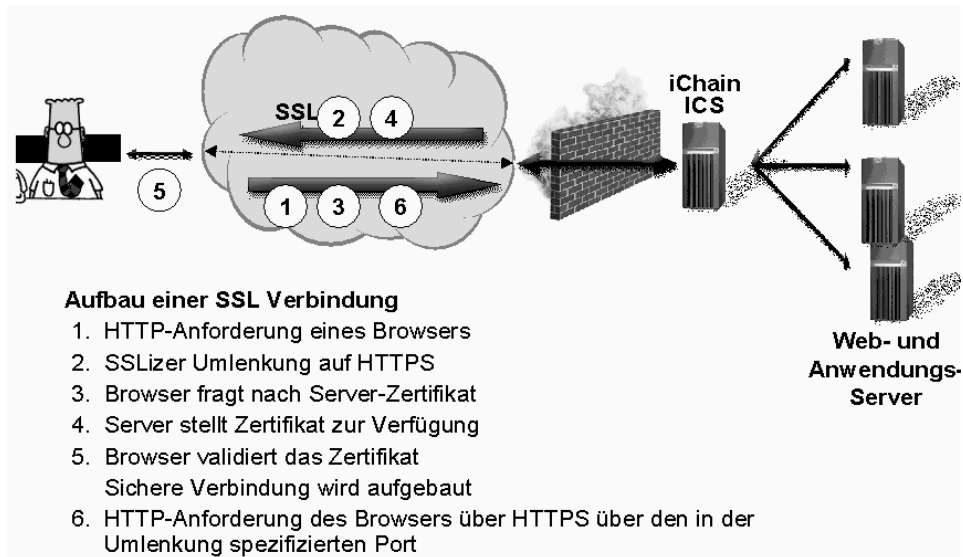 iChain
ICS
SSL 2 4
5
1 3 6
Aufbau einer SSL Verbindung
1. HTTP-Anforderung eines Browsers
2. SSLizer Umlenkung auf HTTPS
3. Browser fragt nach Server-Zertifikat
4. Server stellt Zertifikat zur Verfügung
5. Browser validiert das Zertifikat
Sichere Verbindung wird aufgebaut
6. HTTP-Anforderung des Browsers über HTTPS über den in der
Umlenkung spezifizierten Port
Web- und
Anwendungs-
Server